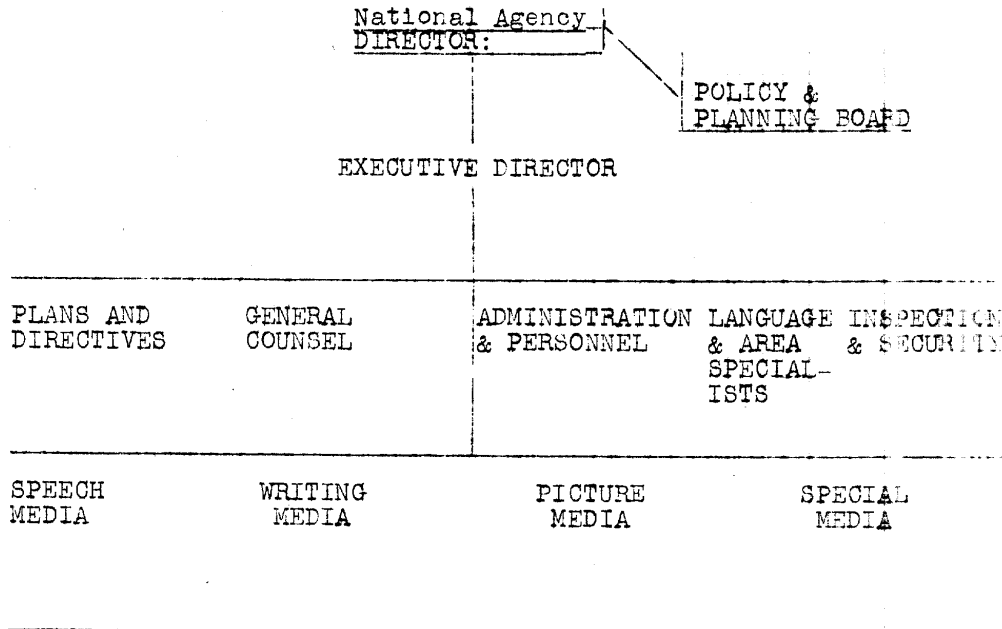 National Agency
DIRECTOR:
POLICY &
PLANNING BOARD
EXECUTIVE DIRECTOR
PLANS AND
DIRECTIVES
GENERAL
COUNSEL
ADMINISTRATION
& PERSONNEL
LANGUAGE
& AREA
SPECIAL-
ISTS
INSPECTION
& SECURITY
SPEECH
MEDIA
WRITING
MEDIA
PICTURE
MEDIA
SPECIAL
MEDIA